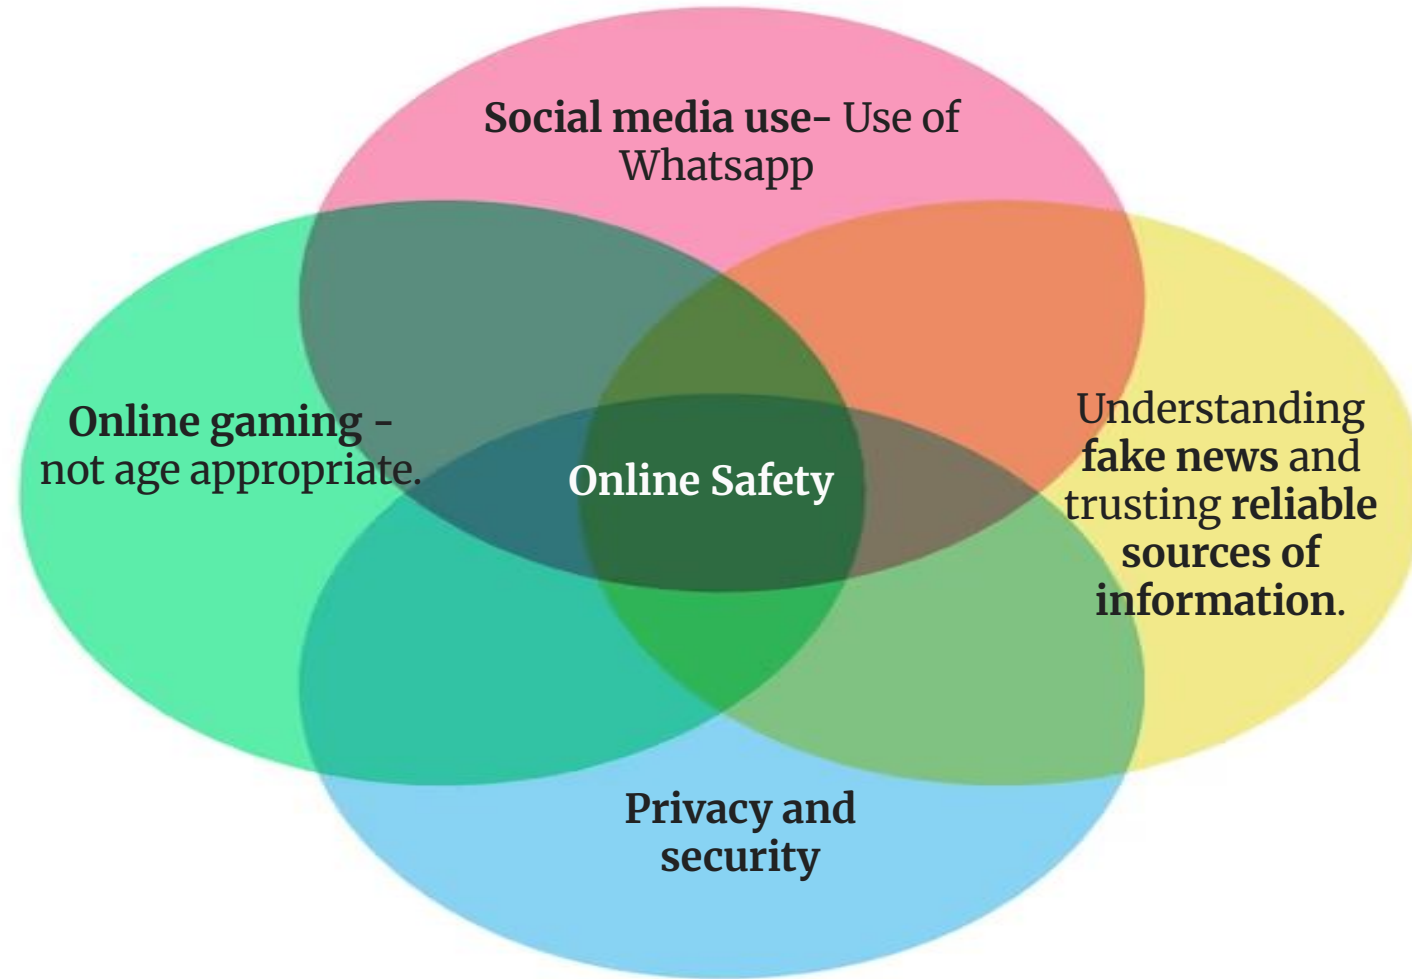 Social media use- Use of
Whatsapp
Online gaming -
not age appropriate.
Online Safety
Understanding
fake news and
trusting reliable
sources of
information.
Privacy and
security